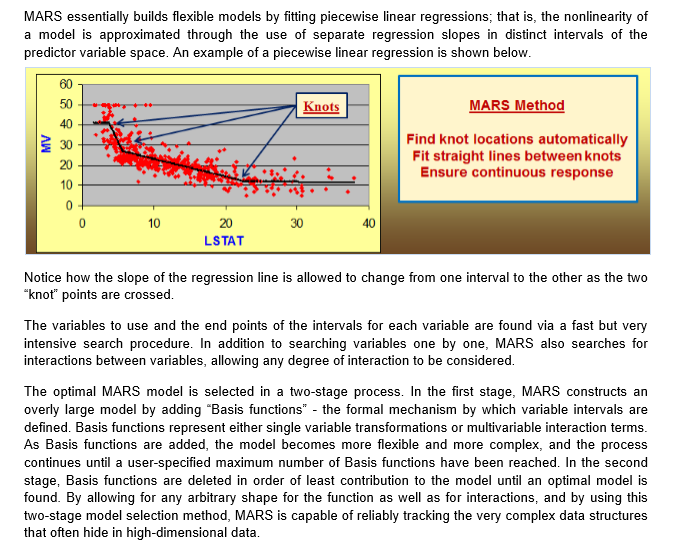 MARS essentially builds flexible models by fitting piecewise linear regressions; that is, the nonlinearity of
a model is approximated through the use of separate regression slopes in distinct intervals of the
predictor variable space. An example of a piecewise linear regression is shown below.
60
50
40
30
20
10
0
MV
Knots
0 10 20 30 40
LSTAT
MARS Method
Find knot locations automatically
Fit straight lines between knots
Ensure continuous response
Notice how the slope of the regression line is allowed to change from one interval to the other as the two
“knot” points are crossed.
The variables to use and the end points of the intervals for each variable are found via a fast but very
intensive search procedure. In addition to searching variables one by one, MARS also searches for
interactions between variables, allowing any degree of interaction to be considered.
The optimal MARS model is selected in a two-stage process. In the first stage, MARS constructs an
overly large model by adding “Basis functions” - the formal mechanism by which variable intervals are
defined. Basis functions represent either single variable transformations or multivariable interaction terms.
As Basis functions are added, the model becomes more flexible and more complex, and the process
continues until a user-specified maximum number of Basis functions have been reached. In the second
stage, Basis functions are deleted in order of least contribution to the model until an optimal model is
found. By allowing for any arbitrary shape for the function as well as for interactions, and by using this
two-stage model selection method, MARS is capable of reliably tracking the very complex data structures
that often hide in high-dimensional data.